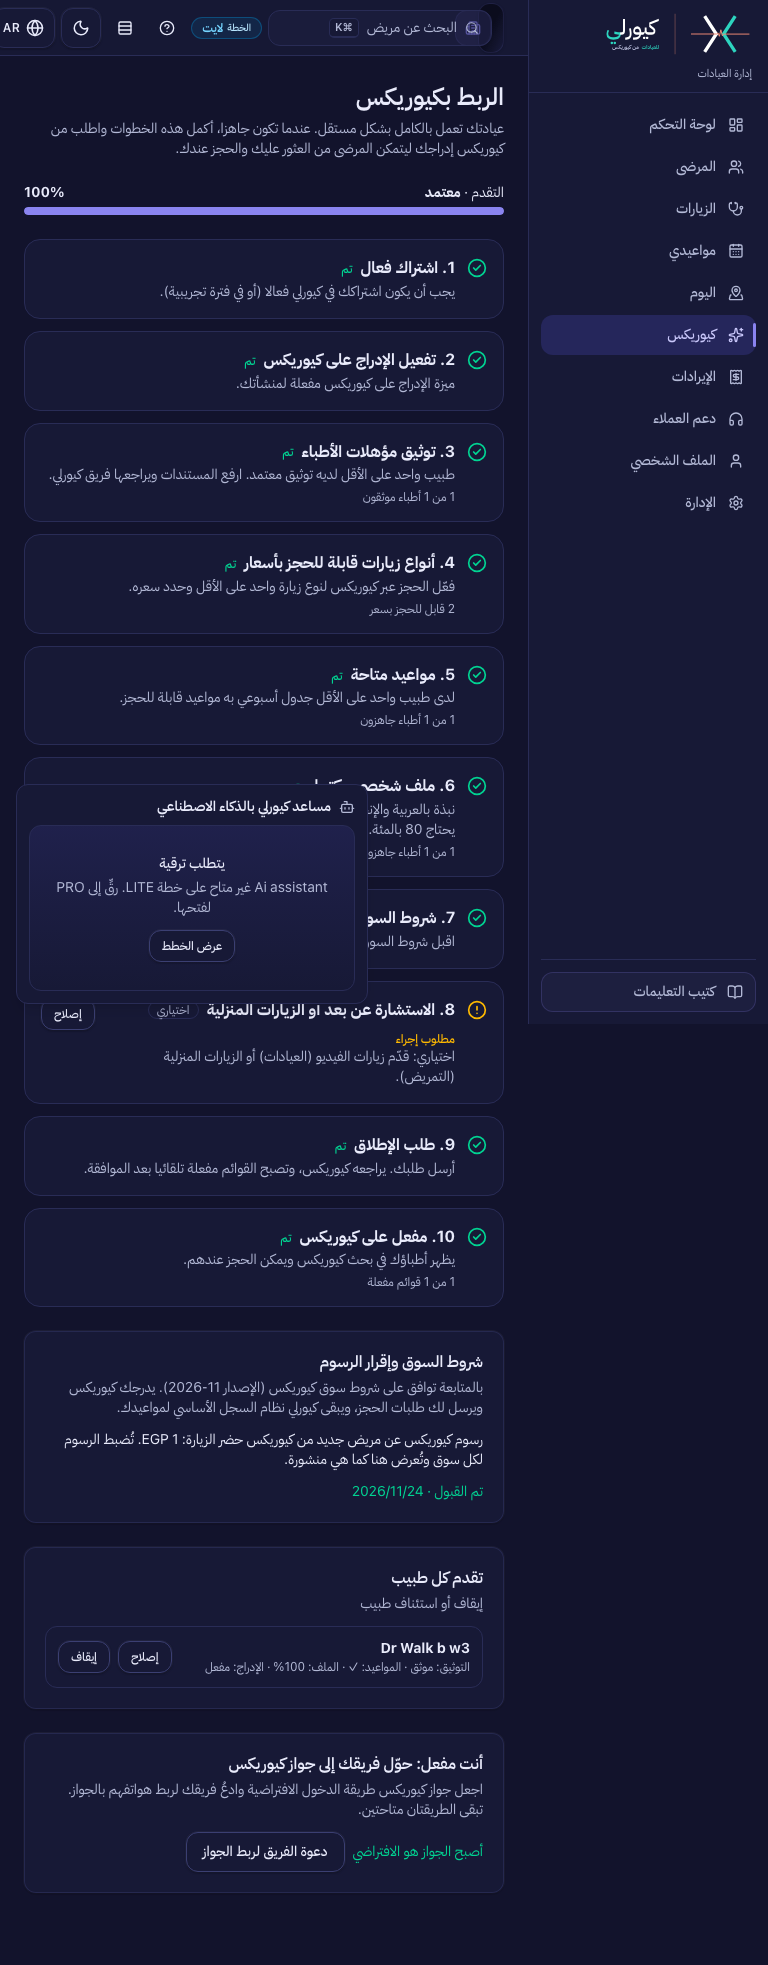 كيورلي
للعيادات من كيوريكس
إدارة العيادات
لوحة التحكم
المرضى
الزيارات
مواعيدي
اليوم
كيوريكس
الإيرادات
دعم العملاء
الملف الشخصي
الإدارة
كتيب التعليمات
البحث عن مريض
⌘K
الخطة لايت
AR
الربط بكيوريكس
عيادتك تعمل بالكامل بشكل مستقل. عندما تكون جاهزا، أكمل هذه الخطوات واطلب من
كيوريكس إدراجك ليتمكن المرضى من العثور عليك والحجز عندك.
التقدم · معتمد
100%
1. اشتراك فعال تم
يجب أن يكون اشتراكك في كيورلي فعالا (أو في فترة تجريبية).
2. تفعيل الإدراج على كيوريكس تم
ميزة الإدراج على كيوريكس مفعلة لمنشأتك.
3. توثيق مؤهلات الأطباء تم
طبيب واحد على الأقل لديه توثيق معتمد. ارفع المستندات ويراجعها فريق كيورلي.
1 من 1 أطباء موثقون
4. أنواع زيارات قابلة للحجز بأسعار تم
فعّل الحجز عبر كيوريكس لنوع زيارة واحد على الأقل وحدد سعره.
2 قابل للحجز بسعر
5. مواعيد متاحة تم
لدى طبيب واحد على الأقل جدول أسبوعي به مواعيد قابلة للحجز.
1 من 1 أطباء جاهزون
6. ملف شخصي
نبذة بالعربية
يحتاج 80 بالمئة.
1 من 1 أطباء جاهزون
مساعد كيورلي بالذكاء الاصطناعي
يتطلب ترقية
Ai assistant غير متاح على خطة LITE. رقِّ إلى PRO
لفتحها.
عرض الخطط
7. شروط السوق
اقبل شروط السوق
8. الاستشارة عن بعد أو الزيارات المنزلية اختياري
إصلاح
مطلوب إجراء
اختياري: قدّم زيارات الفيديو (العيادات) أو الزيارات المنزلية
(التمريض).
9. طلب الإطلاق تم
أرسل طلبك. يراجعه كيوريكس، وتصبح القوائم مفعلة تلقائيا بعد الموافقة.
10. مفعل على كيوريكس تم
يظهر أطباؤك في بحث كيوريكس ويمكن الحجز عندهم.
1 من 1 قوائم مفعلة
شروط السوق وإقرار الرسوم
بالمتابعة توافق على شروط سوق كيوريكس (الإصدار 11-2026). يدرجك كيوريكس
ويرسل لك طلبات الحجز، ويبقى كيورلي نظام السجل الأساسي لمواعيدك.
رسوم كيوريكس عن مريض جديد من كيوريكس حضر الزيارة: EGP 1. تُضبط الرسوم
لكل سوق وتُعرض هنا كما هي منشورة.
تم القبول · 2026/11/24
تقدم كل طبيب
إيقاف أو استئناف طبيب
Dr Walk b w3
التوثيق: موثق · المواعيد: ✓ · الملف: 100% · الإدراج: مفعل
إصلاح
إيقاف
أنت مفعل: حوّل فريقك إلى جواز كيوريكس
اجعل جواز كيوريكس طريقة الدخول الافتراضية وادعُ فريقك لربط هواتفهم بالجواز.
تبقى الطريقتان متاحتين.
أصبح الجواز هو الافتراضي
دعوة الفريق لربط الجواز